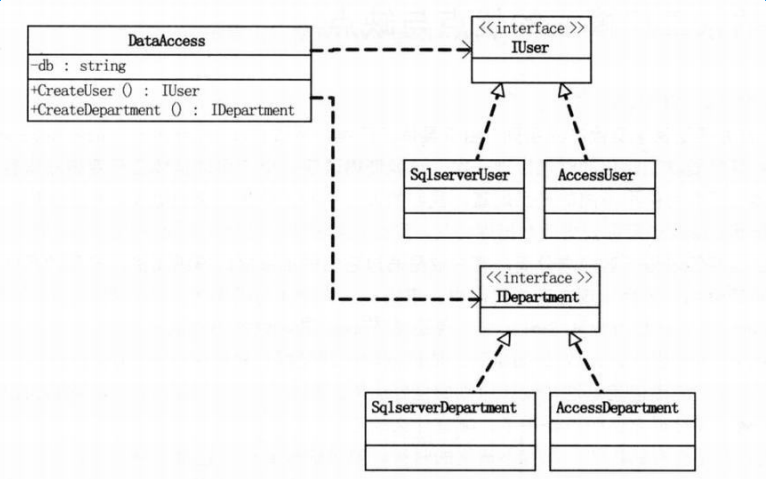 DataAccess
-db : string
+CreateUser () : IUser
+CreateDepartment () : IDepartment
<<interface >>
IUser
SqlserverUser
AccessUser
<<interface >>
IDepartment
SqlserverDepartment
AccessDepartment